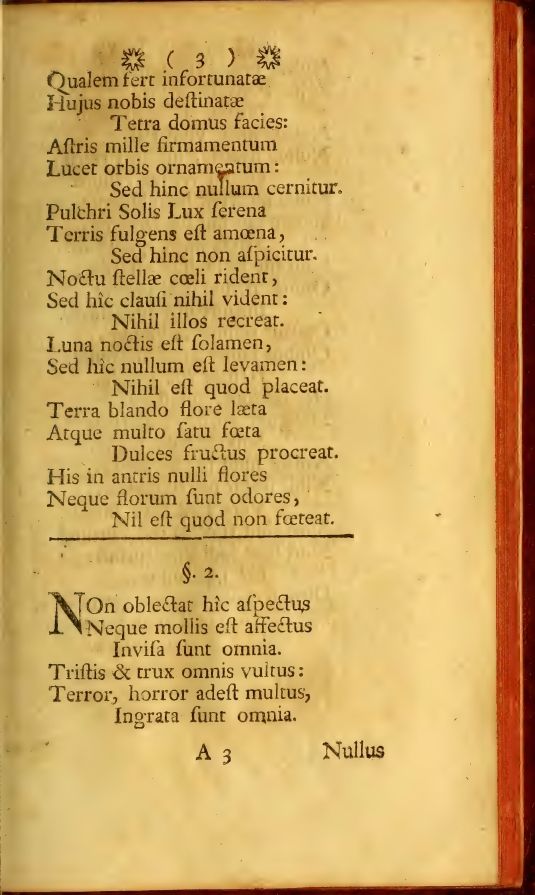 ( 3 )
Qualem fert infortunatæ
Hujus nobis deſtinatæ
Tetra domus facies:
Aſtris mille firmamentum
Lucet orbis ornamentum:
Sed hinc nullum cernitur.
Pulchri Solis Lux ſerena
Terris fulgens eſt amœna,
Sed hinc non aſpicitur.
Noctu ſtellæ cœli rident,
Sed hîc clauſi nihil vident:
Nihil illos recreat.
Luna noctis eſt ſolamen,
Sed hîc nullum eſt levamen:
Nihil eſt quod placeat.
Terra blando flore læta
Atque multo ſatu fœta
Dulces fructus procreat.
His in antris nulli flores
Neque florum ſunt odores,
Nil eſt quod non fœteat.
§. 2.
NOn oblectat hîc aſpectus
Neque mollis eſt affectus
Inviſa ſunt omnia.
Triſtis & trux omnis vultus:
Terror, horror adeſt multus,
Ingrata ſunt omnia.
A 3 Nullus